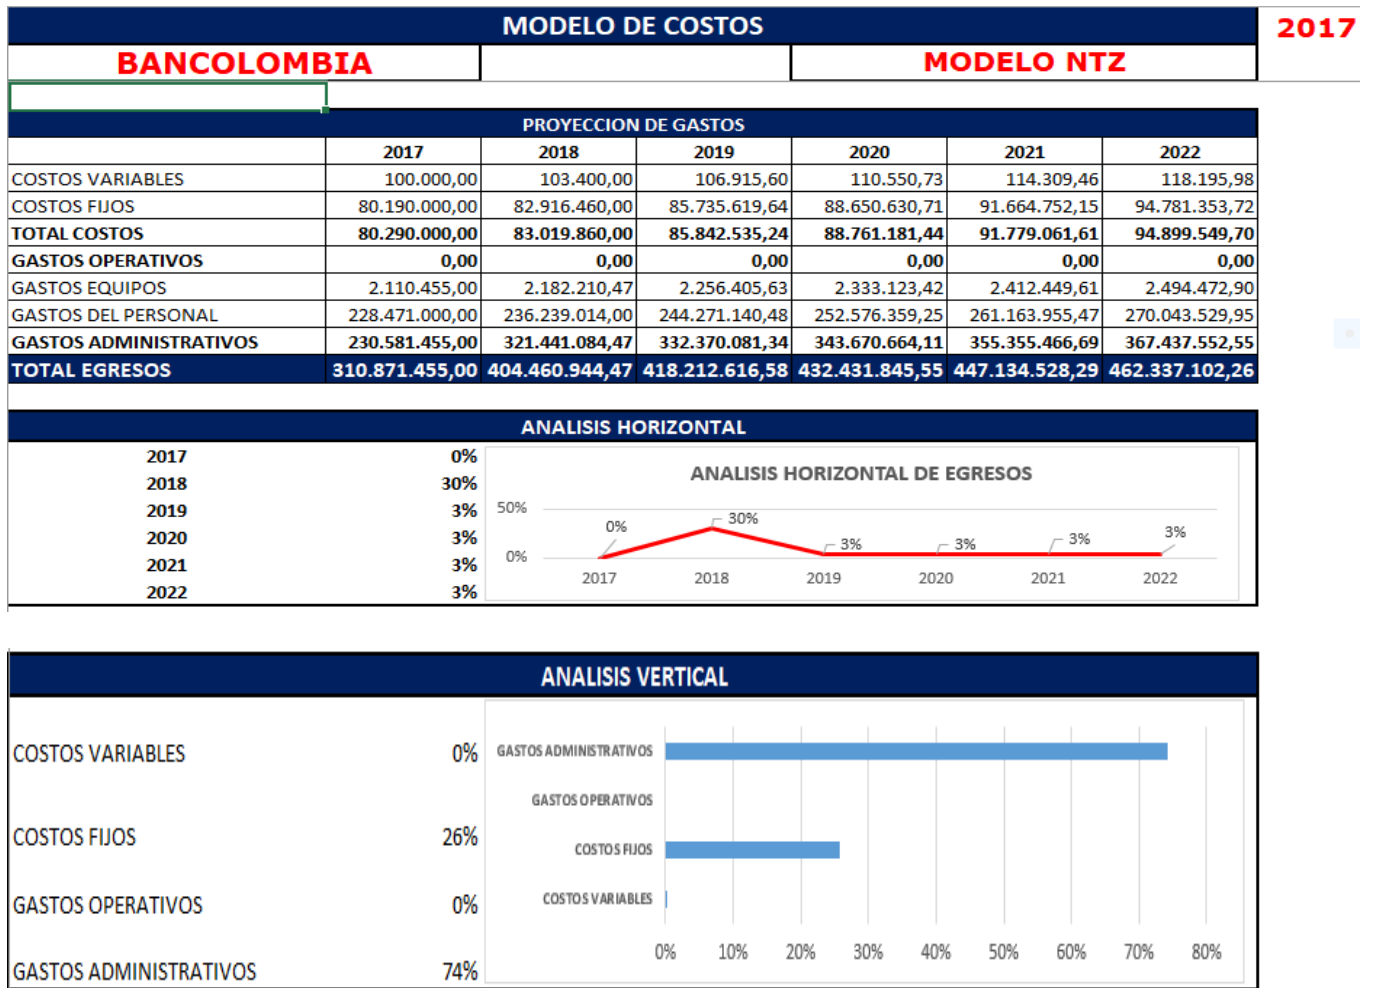 MODELO DE COSTOS 2017
BANCOLOMBIA MODELO NTZ
PROYECCION DE GASTOS
2017 2018 2019 2020 2021 2022
COSTOS VARIABLES 100.000,00 103.400,00 106.915,60 110.550,73 114.309,46 118.195,98
COSTOS FIJOS 80.190.000,00 82.916.460,00 85.735.619,64 88.650.630,71 91.664.752,15 94.781.353,72
TOTAL COSTOS 80.290.000,00 83.019.860,00 85.842.535,24 88.761.181,44 91.779.061,61 94.899.549,70
GASTOS OPERATIVOS 0,00 0,00 0,00 0,00 0,00 0,00
GASTOS EQUIPOS 2.110.455,00 2.182.210,47 2.256.405,63 2.333.123,42 2.412.449,61 2.494.472,90
GASTOS DEL PERSONAL 228.471.000,00 236.239.014,00 244.271.140,48 252.576.359,25 261.163.955,47 270.043.529,95
GASTOS ADMINISTRATIVOS 230.581.455,00 321.441.084,47 332.370.081,34 343.670.664,11 355.355.466,69 367.437.552,55
TOTAL EGRESOS 310.871.455,00 404.460.944,47 418.212.616,58 432.431.845,55 447.134.528,29 462.337.102,26
ANALISIS HORIZONTAL
2017 0%
2018 30%
2019 3%
2020 3%
2021 3%
2022 3%
ANALISIS HORIZONTAL DE EGRESOS
50%
0%
0% 30% 3% 3% 3% 3%
2017 2018 2019 2020 2021 2022
ANALISIS VERTICAL
COSTOS VARIABLES 0%
COSTOS FIJOS 26%
GASTOS OPERATIVOS 0%
GASTOS ADMINISTRATIVOS 74%
GASTOS ADMINISTRATIVOS
GASTOS OPERATIVOS
COSTOS FIJOS
COSTOS VARIABLES
0% 10% 20% 30% 40% 50% 60% 70% 80%